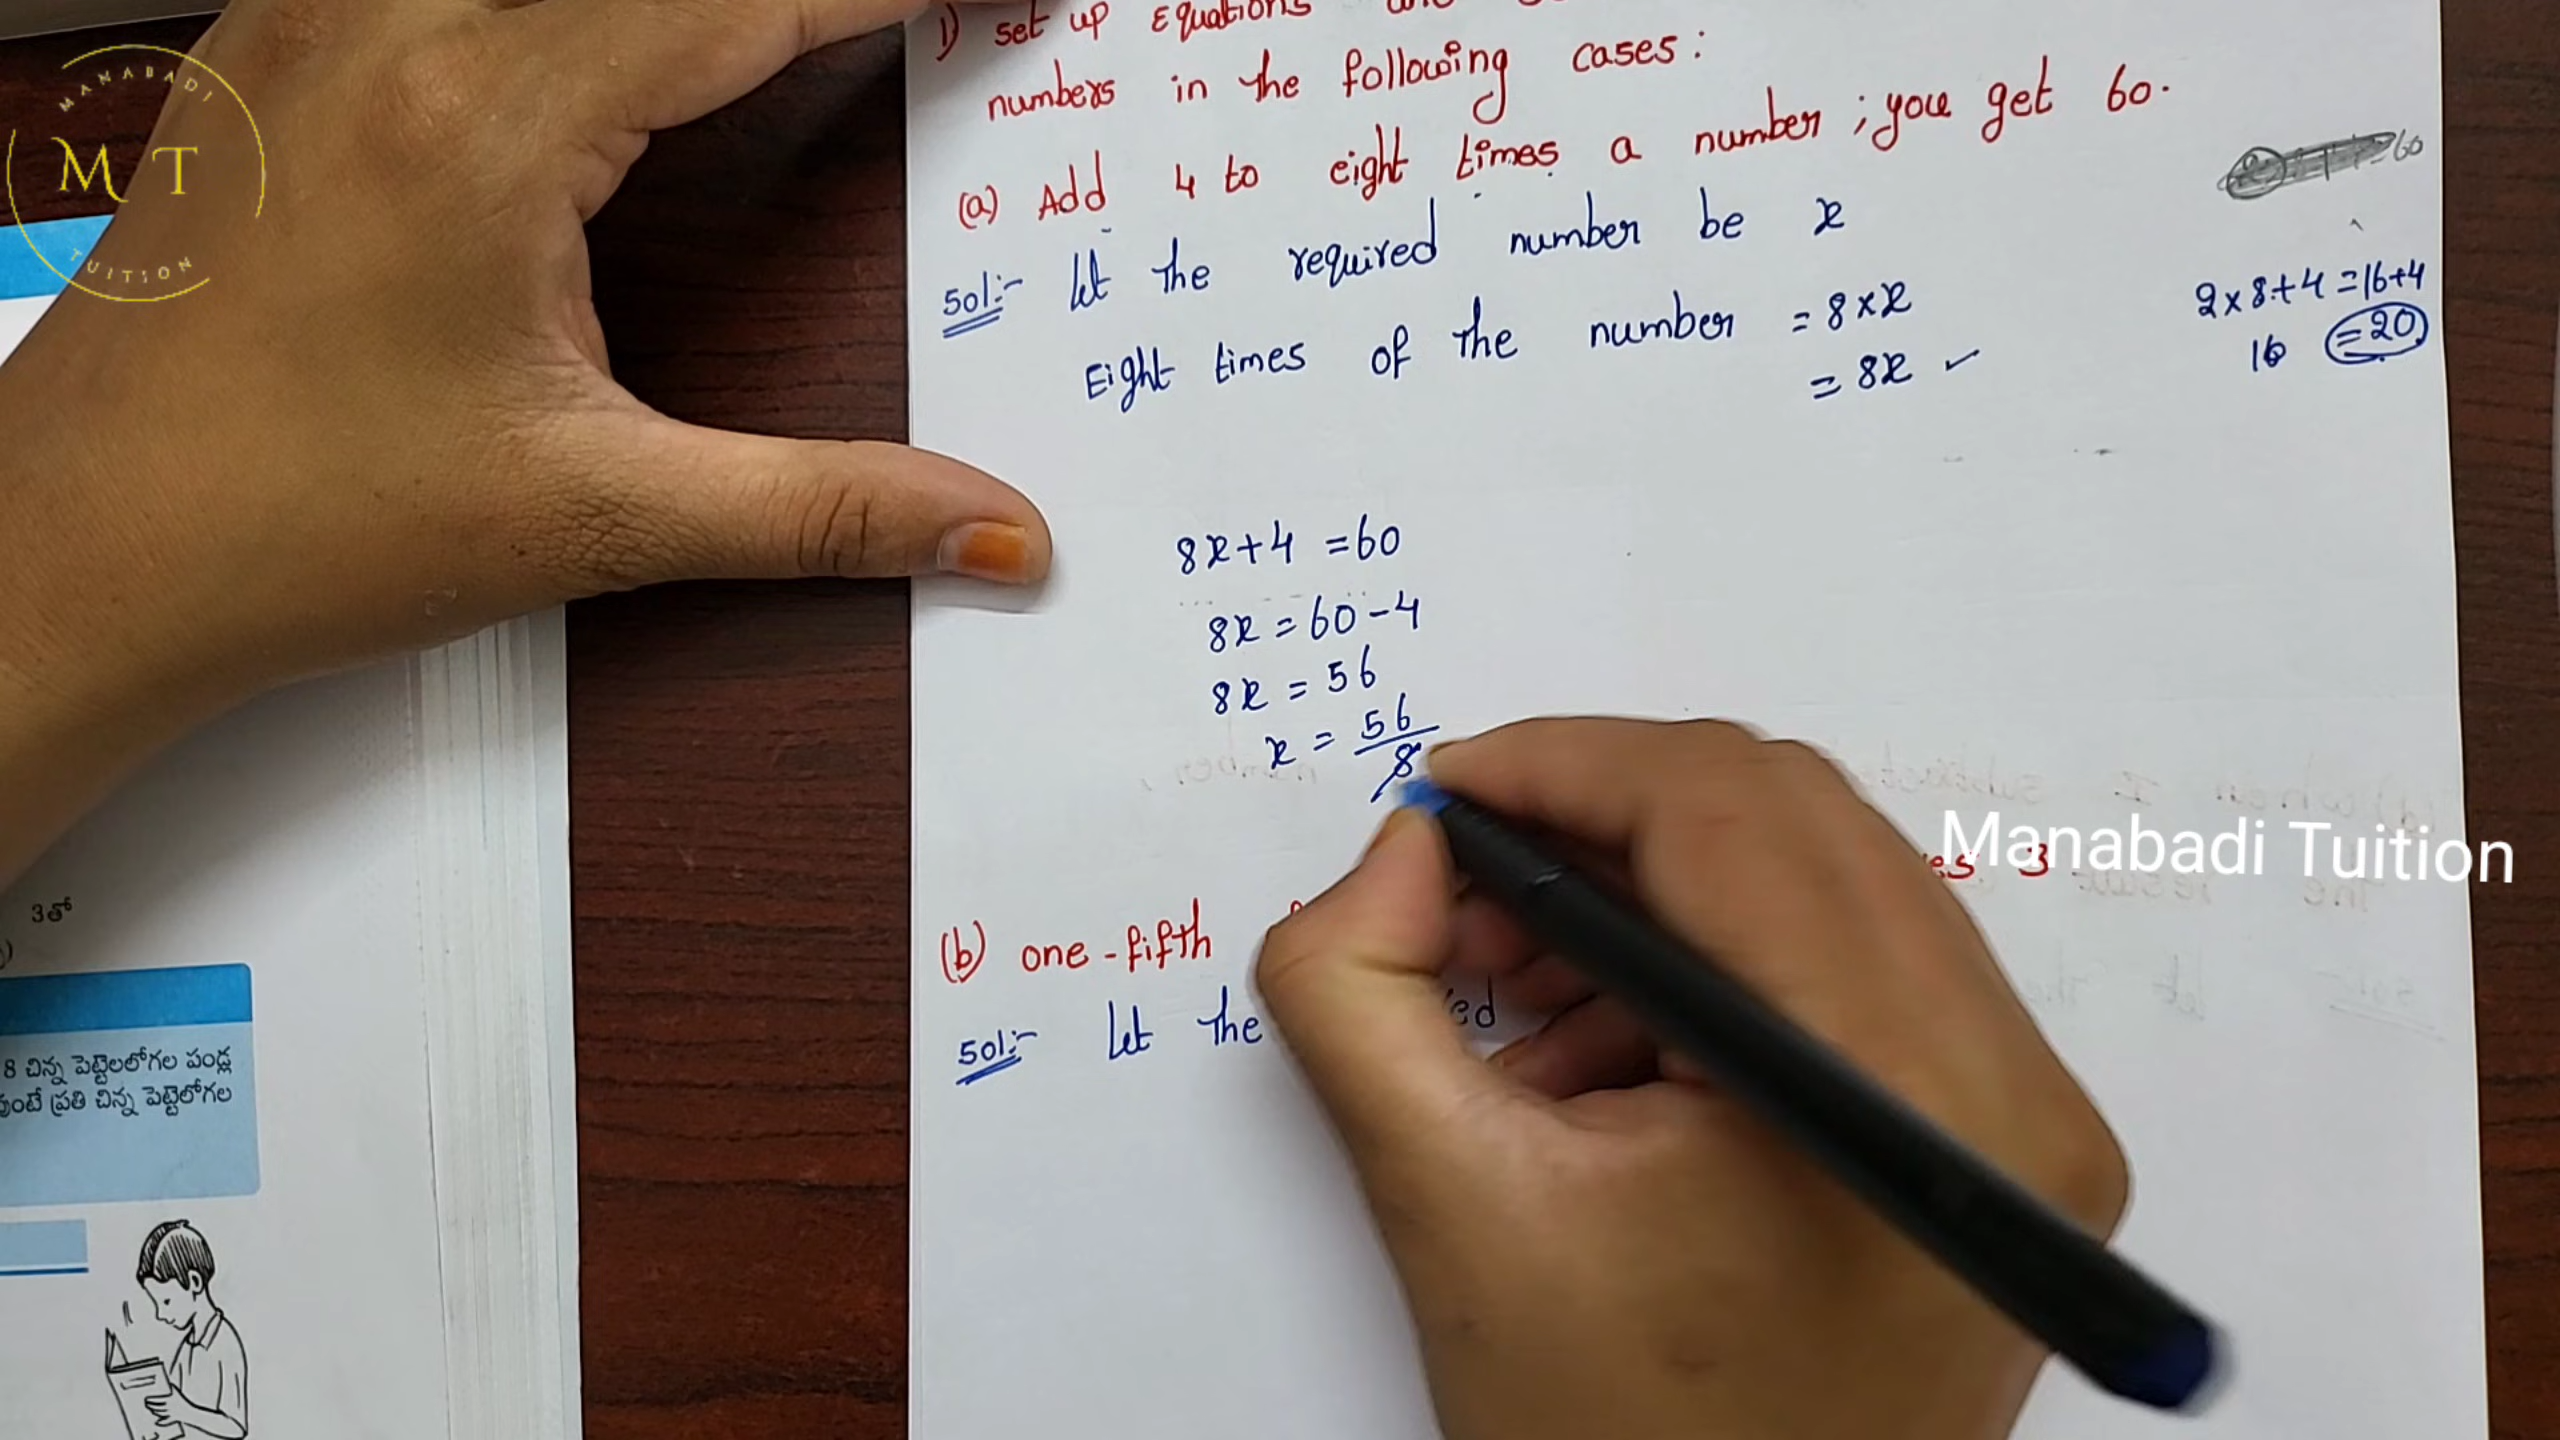 MANABADI
M T
TUITION
1) set up Equations
numbers in the following cases:
(a) Add 4 to eight times a number; you get 60.
60
Sol:- let the required number be x
Eight times of the number = 8 × x
= 8x ✓
2 × 8 + 4 = 16 + 4
16 = 20
8x + 4 = 60
8x = 60 - 4
8x = 56
x = 56/8
Manabadi Tuition
(b) one-fifth 3
Sol:- let the
3తో
8 చిన్న పెట్టెలలోగల పండ్ల
ప్రతి చిన్న పెట్టెలోగల